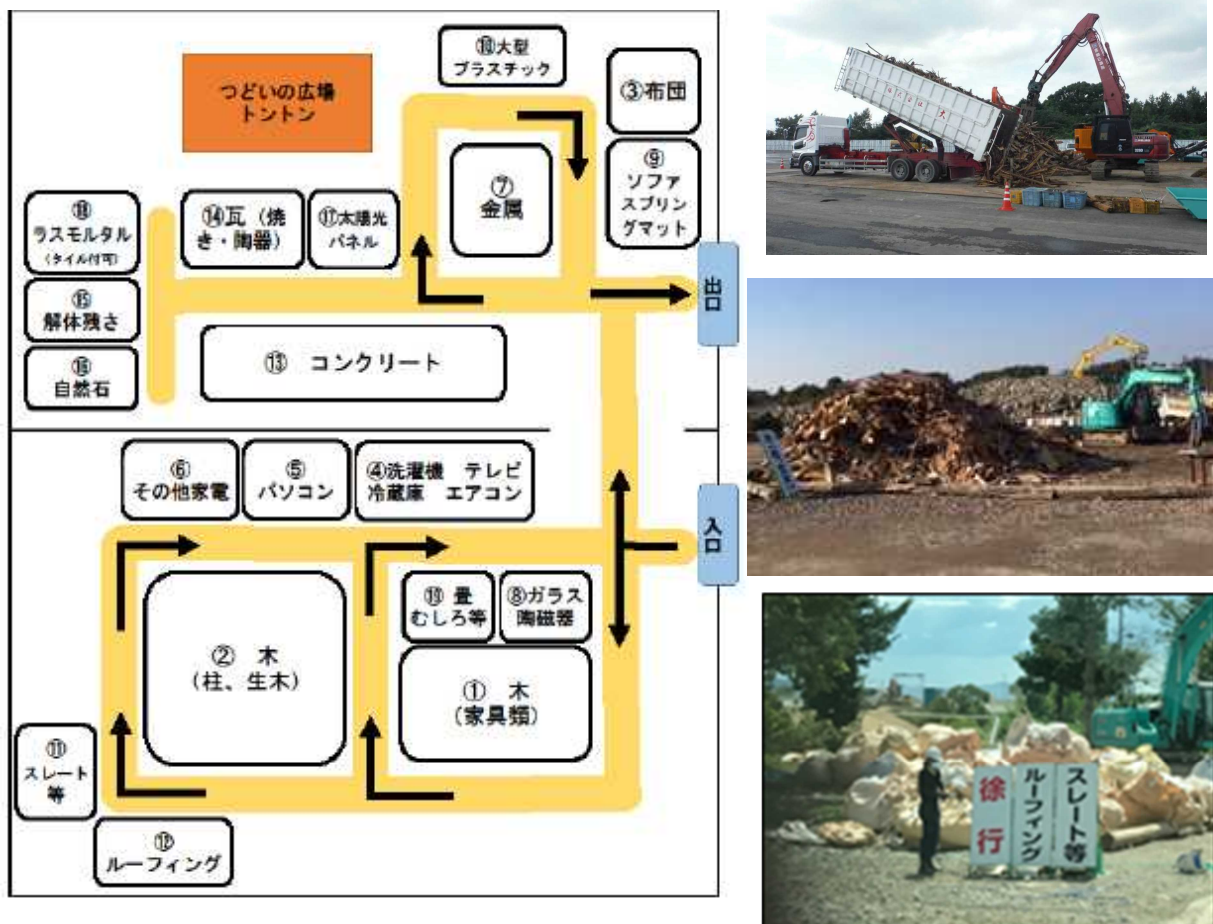 ⑩大型
プラスチック
③布団
つどいの広場
トントン
⑦
金属
⑨
ソファ
スプリン
グマット
⑱
ラスモルタル
(タイル付可)
⑭瓦（焼
き・陶器）
⑰太陽光
パネル
出口
⑮
解体残さ
⑬ コンクリート
⑯
自然石
⑥
その他家電
⑤
パソコン
④洗濯機 テレビ
冷蔵庫 エアコン
入口
⑲ 畳
むしろ等
⑧ガラス
陶磁器
② 木
(柱、生木)
① 木
(家具類)
⑪
スレート
等
⑫
ルーフィング
スレート等
ルーフィング
徐行